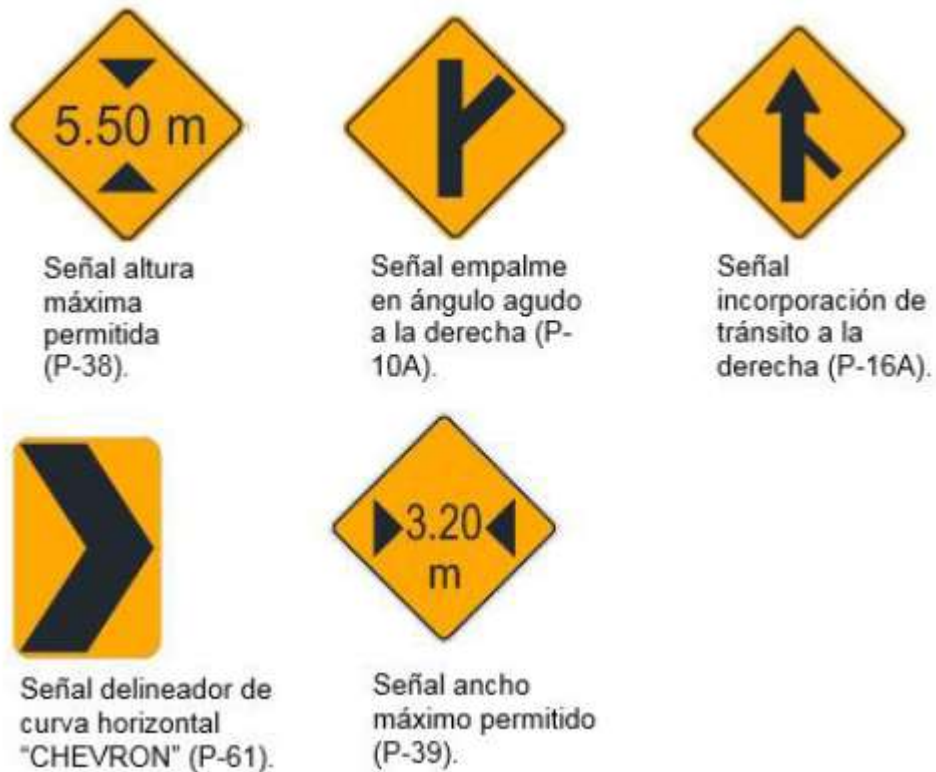 5.50 m
Señal altura
máxima
permitida
(P-38).
Señal empalme
en ángulo agudo
a la derecha (P-
10A).
Señal
incorporación de
tránsito a la
derecha (P-16A).
Señal delineador de
curva horizontal
“CHEVRON” (P-61).
3.20
m
Señal ancho
máximo permitido
(P-39).